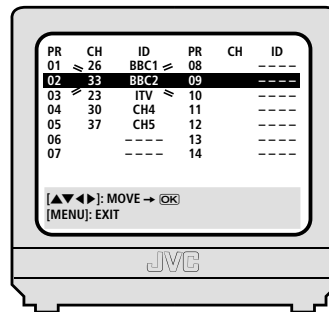 PR CH ID PR CH ID
01 26 BBC1 08 – – – –
02 33 BBC2 09 – – – –
03 23 ITV 10 – – – –
04 30 CH4 11 – – – –
05 37 CH5 12 – – – –
06 – – – – 13 – – – –
07 – – – – 14 – – – –
[▲▼◀▶]: MOVE → OK
[MENU]: EXIT
JVC